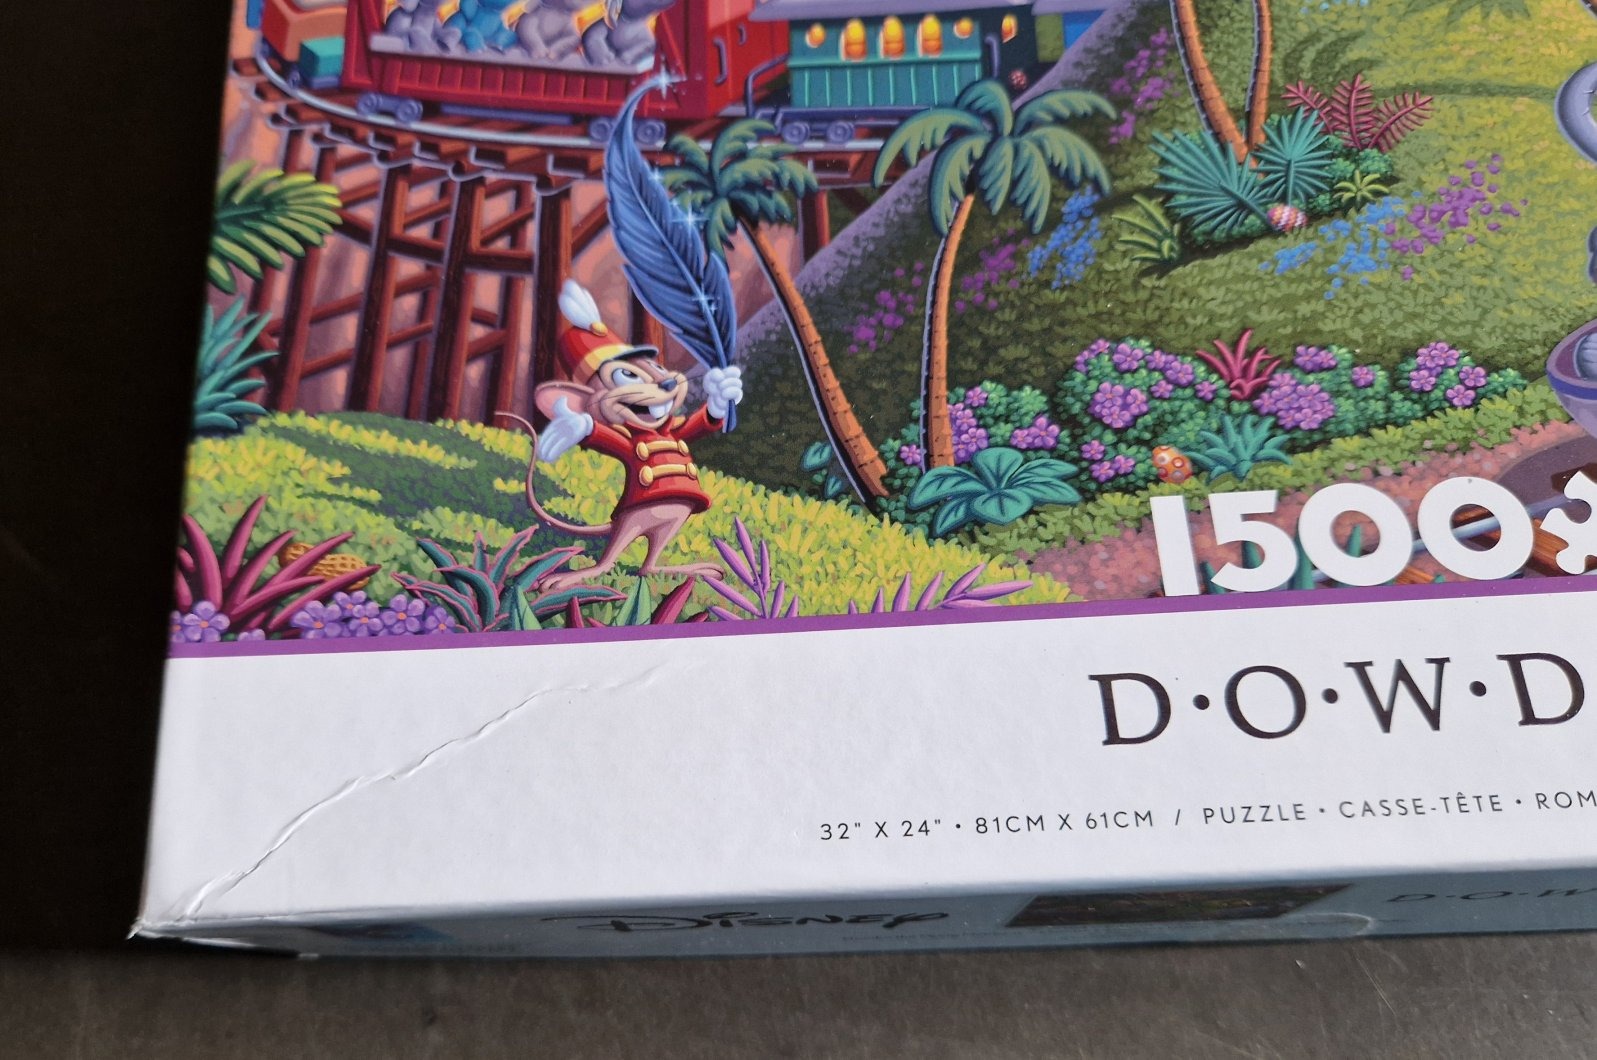 1500
D·O·W·D
32" X 24" • 81CM X 61CM / PUZZLE • CASSE-TÊTE • ROM
DISNEY
D·O·W